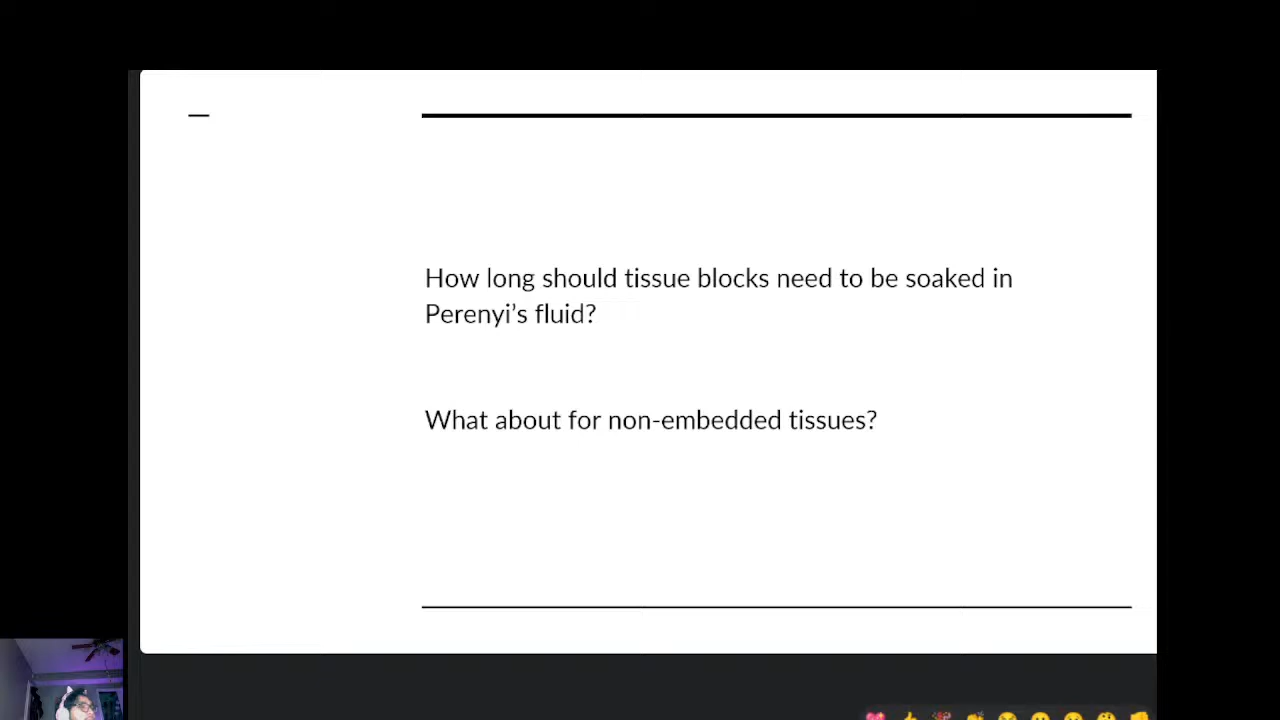 How long should tissue blocks need to be soaked in
Perenyi’s fluid?
What about for non-embedded tissues?